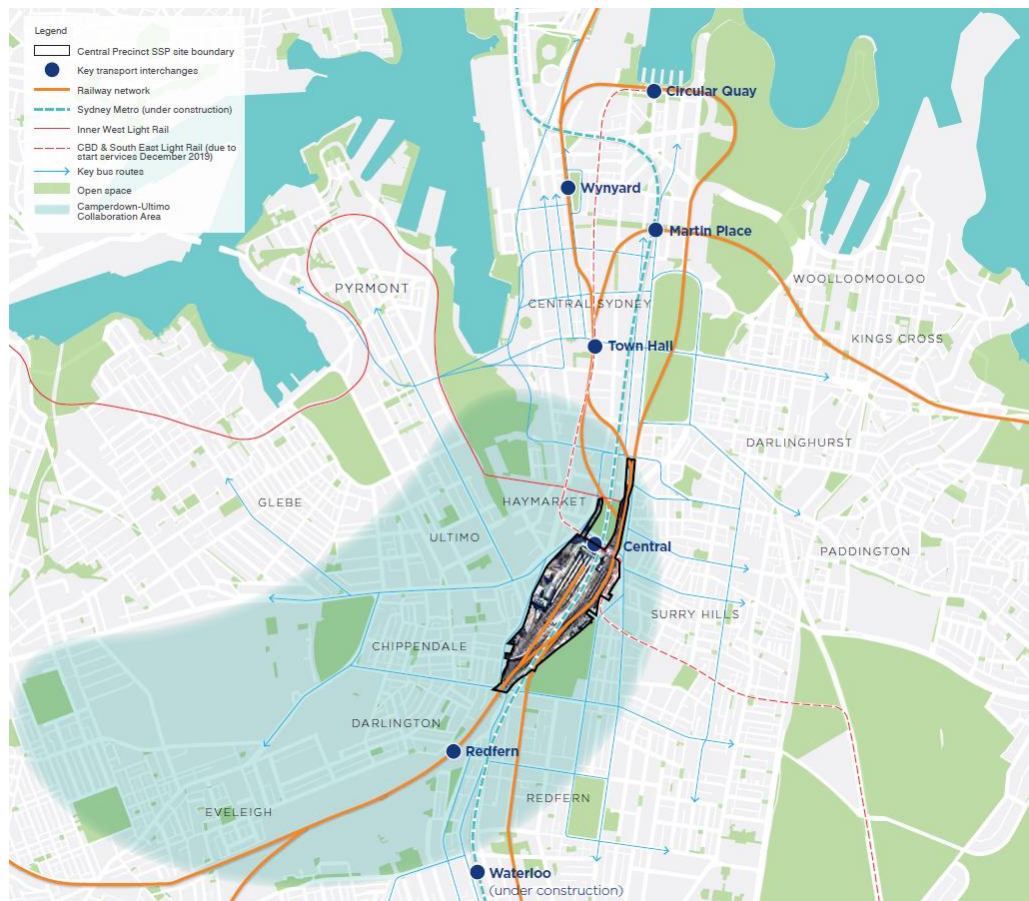 Legend
Central Precinct SSP site boundary
Key transport interchanges
Railway network
Sydney Metro (under construction)
Inner West Light Rail
CBD & South East Light Rail (due to
start services December 2019)
Key bus routes
Open space
Camperdown-Ultimo
Collaboration Area
Circular Quay
Wynyard
Martin Place
WOOLLOOMOOLOO
PYRMONT
CENTRAL SYDNEY
KINGS CROSS
Town Hall
DARLINGHURST
GLEBE
HAYMARKET
ULTIMO
Central
PADDINGTON
SURRY HILLS
CHIPPENDALE
DARLINGTON
Redfern
REDFERN
EVELEIGH
Waterloo
(under construction)